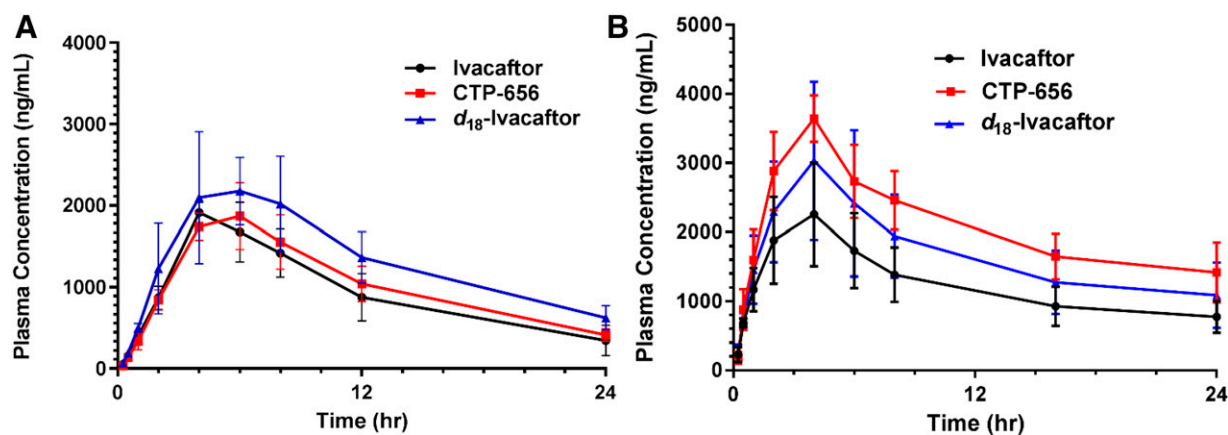 A
Plasma Concentration (ng/mL)
4000
3000
2000
1000
0
Ivacaftor
CTP-656
d18-Ivacaftor
0
12
24
Time (hr)
B
Plasma Concentration (ng/mL)
5000
4000
3000
2000
1000
0
Ivacaftor
CTP-656
d18-Ivacaftor
0
12
24
Time (hr)